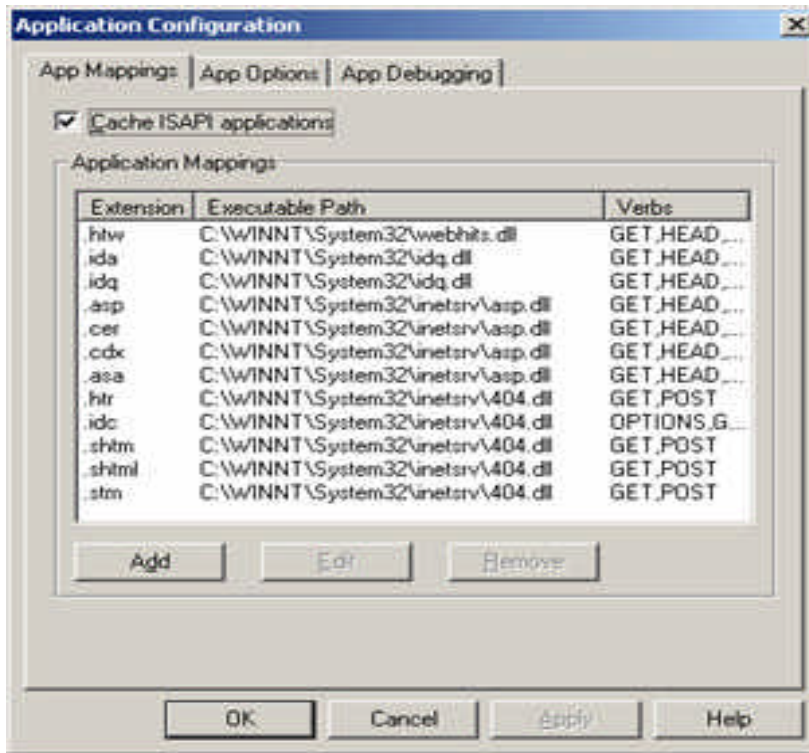 Application Configuration
App Mappings App Options App Debugging
Cache ISAPI applications
Application Mappings
Extension Executable Path Verbs
.htw C:\WINNT\System32\webhits.dll GET,HEAD,...
.ida C:\WINNT\System32\idq.dll GET,HEAD,...
.idq C:\WINNT\System32\idq.dll GET,HEAD,...
.asp C:\WINNT\System32\inetsrv\asp.dll GET,HEAD,...
.cer C:\WINNT\System32\inetsrv\asp.dll GET,HEAD,...
.cdx C:\WINNT\System32\inetsrv\asp.dll GET,HEAD,...
.asa C:\WINNT\System32\inetsrv\asp.dll GET,HEAD,...
.htr C:\WINNT\System32\inetsrv\404.dll GET,POST
.idc C:\WINNT\System32\inetsrv\404.dll OPTIONS,G...
.shtm C:\WINNT\System32\inetsrv\404.dll GET,POST
.shtml C:\WINNT\System32\inetsrv\404.dll GET,POST
.stm C:\WINNT\System32\inetsrv\404.dll GET,POST
Add Edit Remove
OK Cancel Apply Help